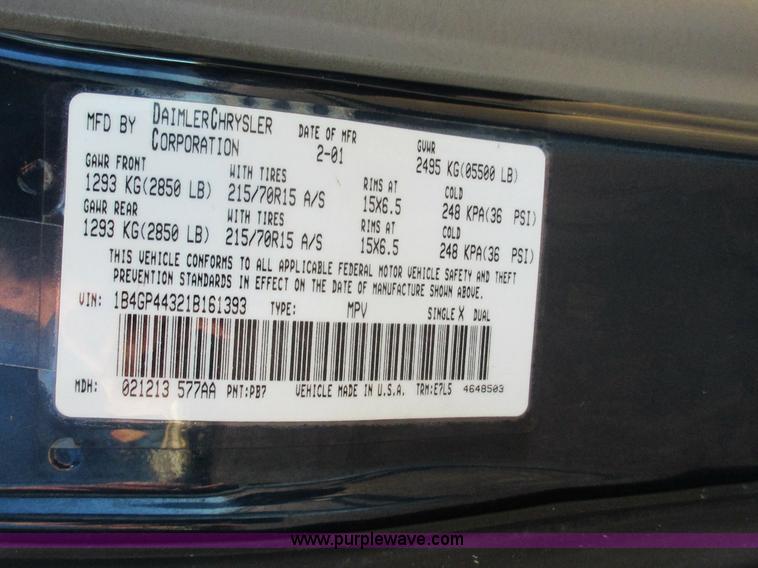 MFD BY DAIMLERCHRYSLER CORPORATION DATE OF MFR 2-01 GVWR 2495 KG(05500 LB)
GAWR FRONT WITH TIRES RIMS AT COLD
1293 KG(2850 LB) 215/70R15 A/S 15X6.5 248 KPA(36 PSI)
GAWR REAR WITH TIRES RIMS AT COLD
1293 KG(2850 LB) 215/70R15 A/S 15X6.5 248 KPA(36 PSI)
THIS VEHICLE CONFORMS TO ALL APPLICABLE FEDERAL MOTOR VEHICLE SAFETY AND THEFT
PREVENTION STANDARDS IN EFFECT ON THE DATE OF MANUFACTURE SHOWN ABOVE.
VIN: 1B4GP44321B161393 TYPE: MPV SINGLE X DUAL
MDH: 021213 577AA PNT:PB7 VEHICLE MADE IN U.S.A. TRM:E7L5 4648503
www.purplewave.com